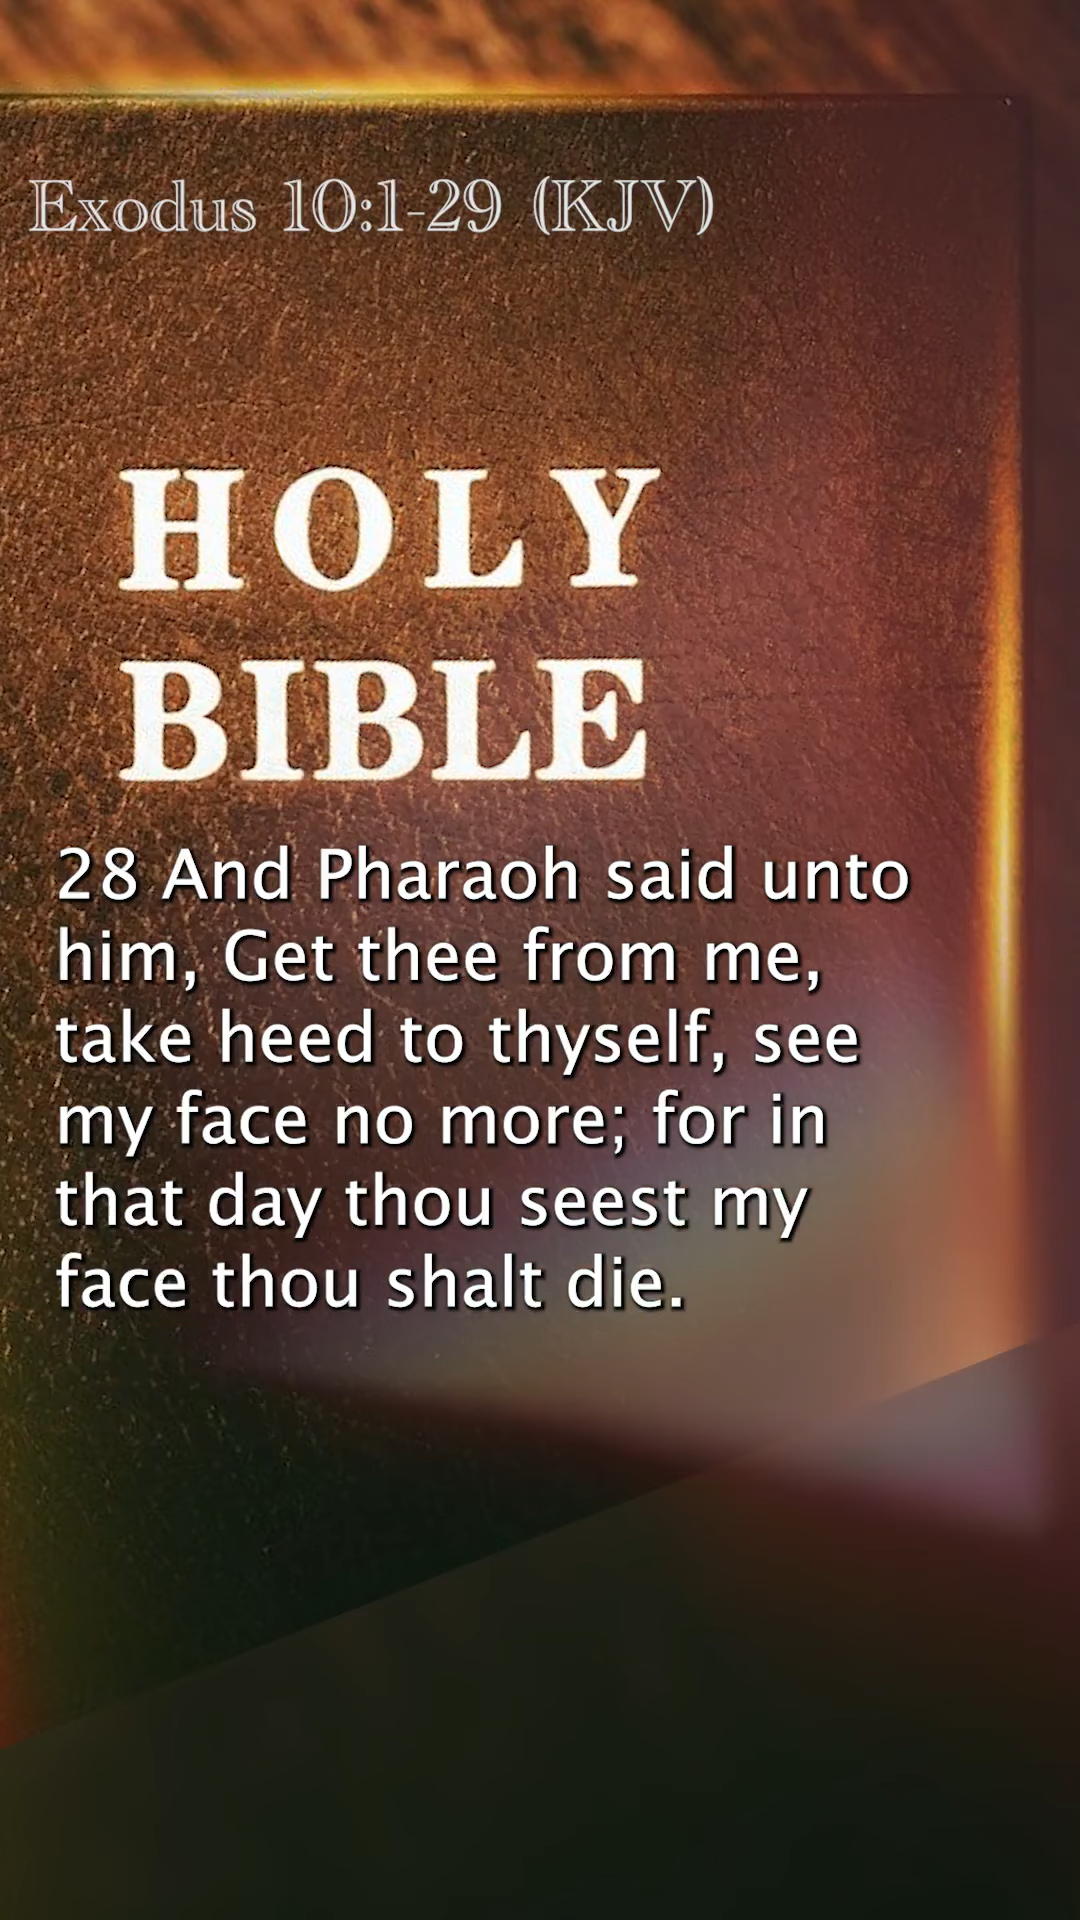 Exodus 10:1-29 (KJV)
HOLY
BIBLE
28 And Pharaoh said unto
him, Get thee from me,
take heed to thyself, see
my face no more; for in
that day thou seest my
face thou shalt die.